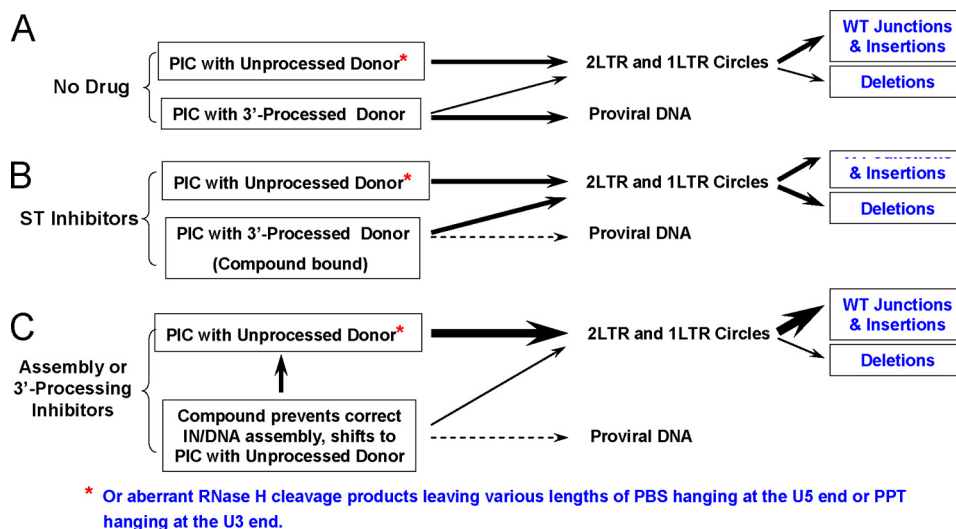 A
No Drug
PIC with Unprocessed Donor*
PIC with 3'-Processed Donor
2LTR and 1LTR Circles
Proviral DNA
WT Junctions
& Insertions
Deletions
B
ST Inhibitors
PIC with Unprocessed Donor*
PIC with 3'-Processed Donor
(Compound bound)
2LTR and 1LTR Circles
Proviral DNA
WT Junctions
& Insertions
Deletions
C
Assembly or
3'-Processing
Inhibitors
PIC with Unprocessed Donor*
Compound prevents correct
IN/DNA assembly, shifts to
PIC with Unprocessed Donor
2LTR and 1LTR Circles
Proviral DNA
WT Junctions
& Insertions
Deletions
* Or aberrant RNase H cleavage products leaving various lengths of PBS hanging at the U5 end or PPT
hanging at the U3 end.